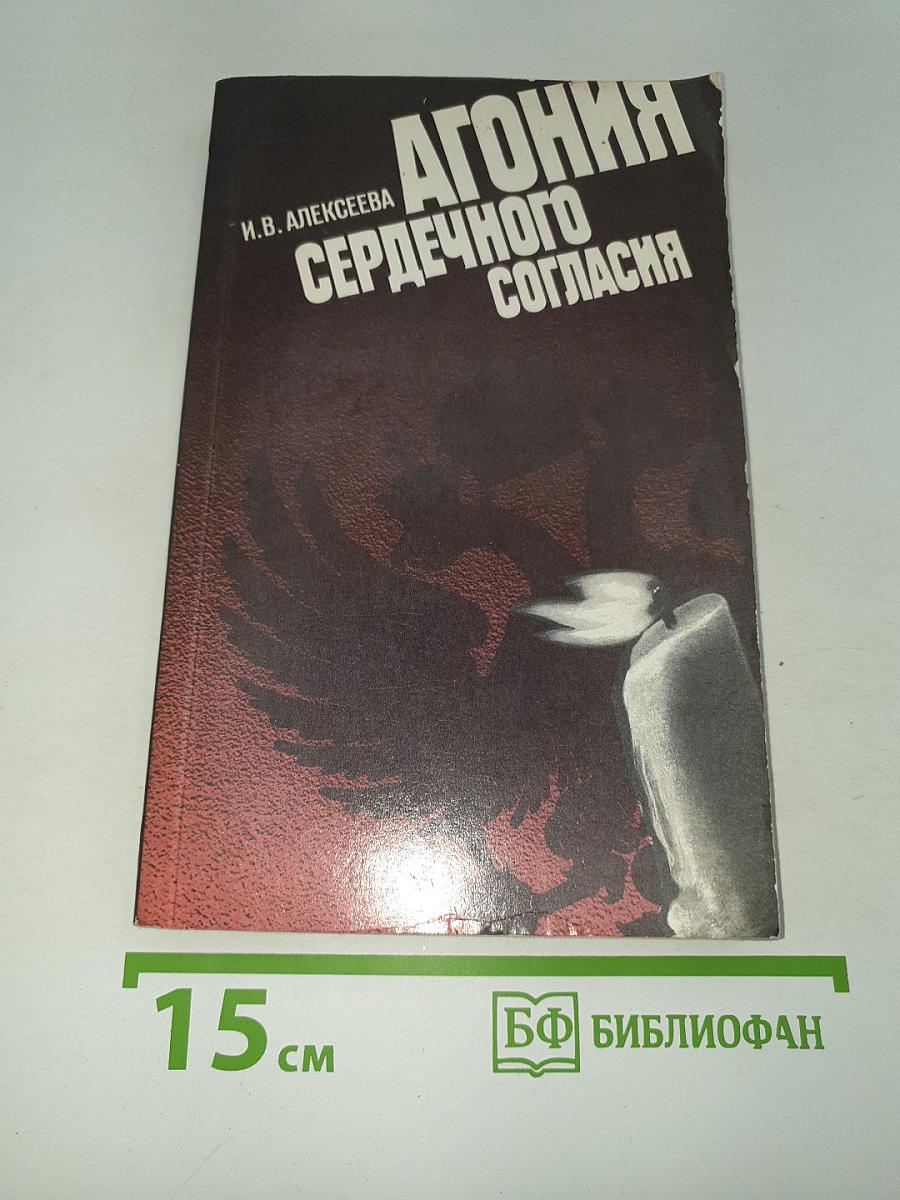 АГОНИЯ
И.В. АЛЕКСЕЕВА
СЕРДЕЧНОГО
СОГЛАСИЯ
15 см
БФ БИБЛИОФАН